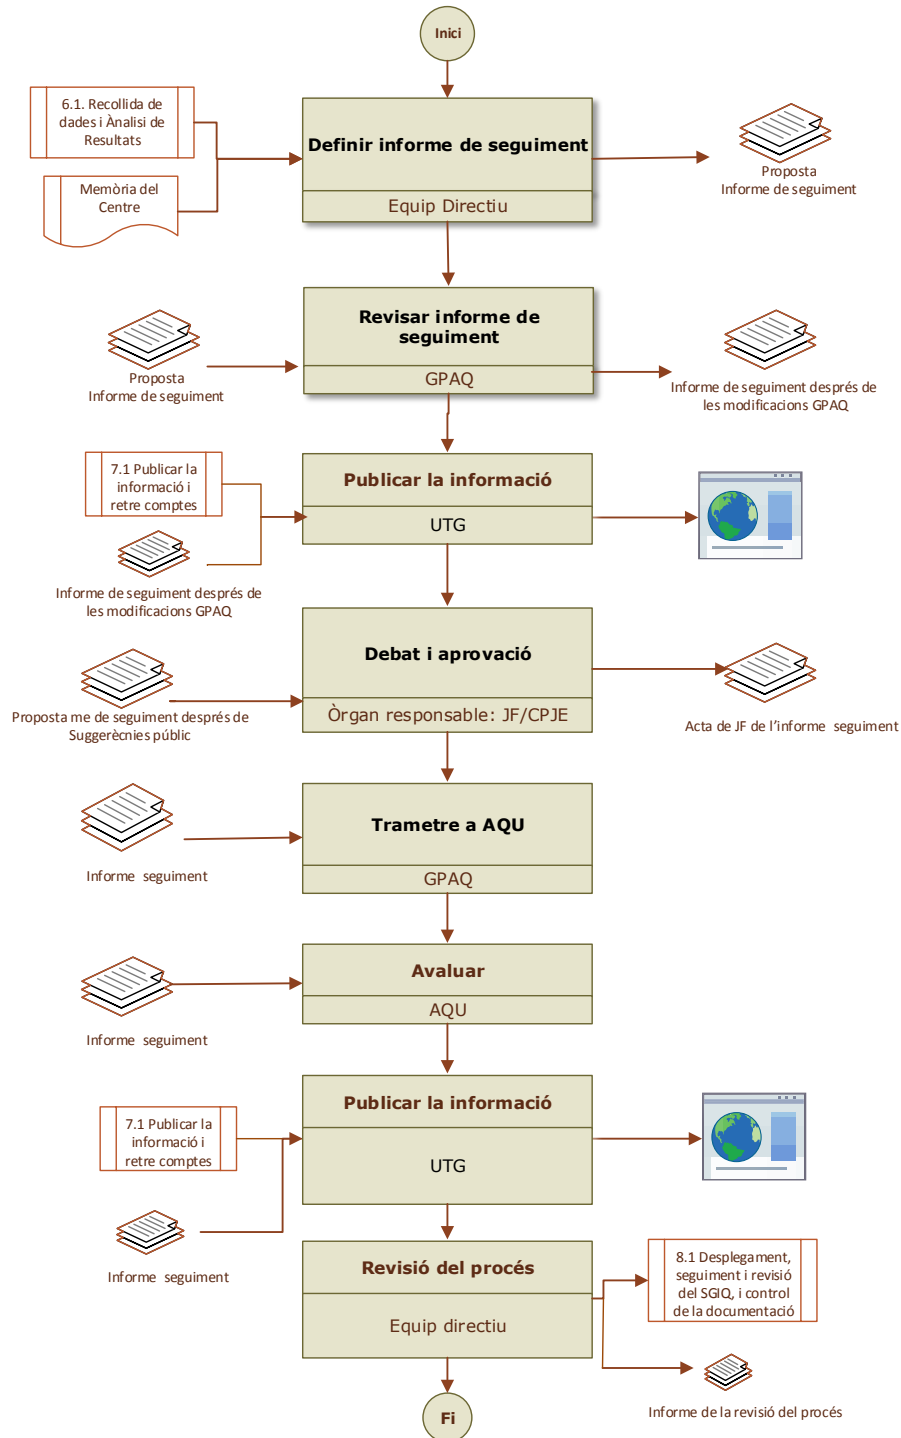 Inici
6.1. Recollida de
dades i Ànalisi de
Resultats
Memòria del
Centre
Definir informe de seguiment
Equip Directiu
Proposta
Informe de seguiment
Revisar informe de
seguiment
GPAQ
Proposta
Informe de seguiment
Informe de seguiment després de
les modificacions GPAQ
7.1 Publicar la
informació i
retre comptes
Informe de seguiment després de
les modificacions GPAQ
Publicar la informació
UTG
Debat i aprovació
Òrgan responsable: JF/CPJE
Proposta me de seguiment després de
Suggerècnies públic
Acta de JF de l’informe  seguiment
Trametre a AQU
GPAQ
Informe  seguiment
Avaluar
AQU
Informe  seguiment
Publicar la informació
UTG
7.1 Publicar la
informació i
retre comptes
Informe  seguiment
Revisió del procés
Equip directiu
8.1 Desplegament,
seguiment i revisió
del SGIQ, i control
de la documentació
Informe de la revisió del procés
Fi